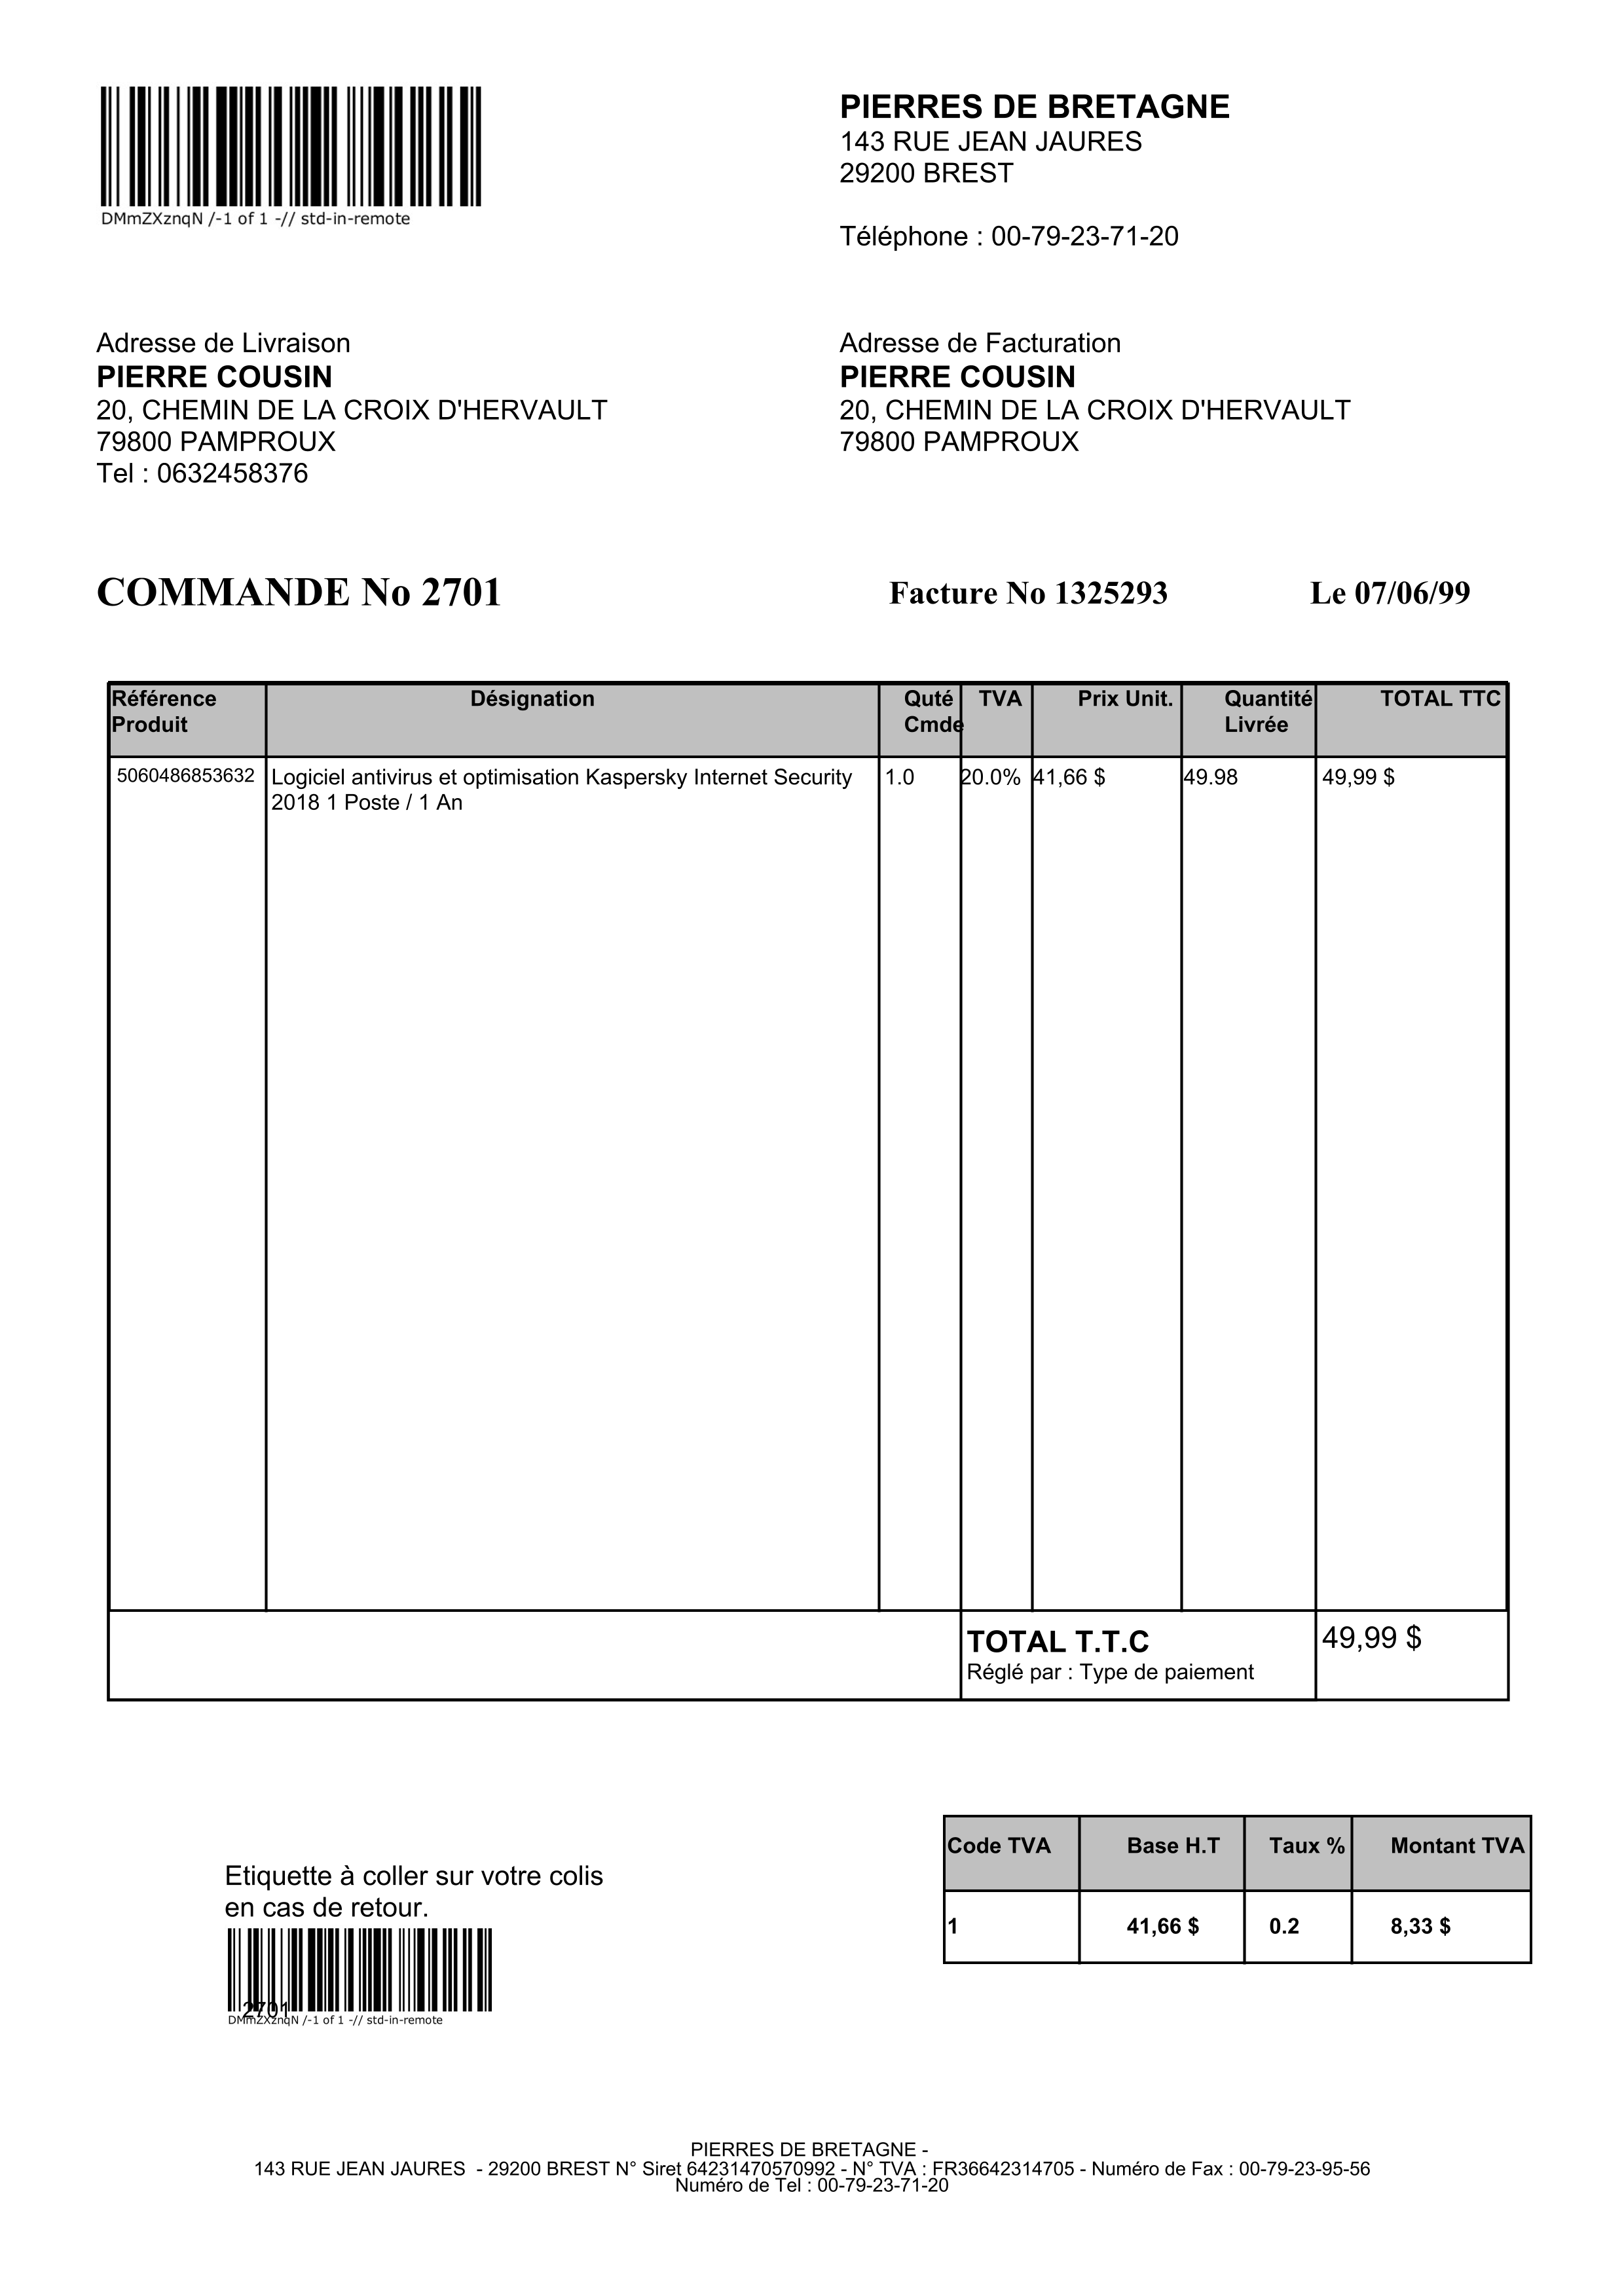 DMmZXznqN /-1 of 1 -// std-in-remote
PIERRES DE BRETAGNE
143 RUE JEAN JAURES
29200 BREST
Téléphone : 00-79-23-71-20
Adresse de Livraison
PIERRE COUSIN
20, CHEMIN DE LA CROIX D'HERVAULT
79800 PAMPROUX
Tel : 0632458376
Adresse de Facturation
PIERRE COUSIN
20, CHEMIN DE LA CROIX D'HERVAULT
79800 PAMPROUX
COMMANDE No 2701 Facture No 1325293 Le 07/06/99
Référence Produit Désignation Quté Cmde TVA Prix Unit. Quantité Livrée TOTAL TTC
5060486853632 Logiciel antivirus et optimisation Kaspersky Internet Security 1.0 20.0% 41,66 $ 49.98 49,99 $
2018 1 Poste / 1 An
TOTAL T.T.C 49,99 $
Réglé par : Type de paiement
Code TVA Base H.T Taux % Montant TVA
1 41,66 $ 0.2 8,33 $
Etiquette à coller sur votre colis
en cas de retour.
2701
DMmZXznqN /-1 of 1 -// std-in-remote
PIERRES DE BRETAGNE -
143 RUE JEAN JAURES - 29200 BREST N° Siret 64231470570992 - N° TVA : FR36642314705 - Numéro de Fax : 00-79-23-95-56
Numéro de Tel : 00-79-23-71-20